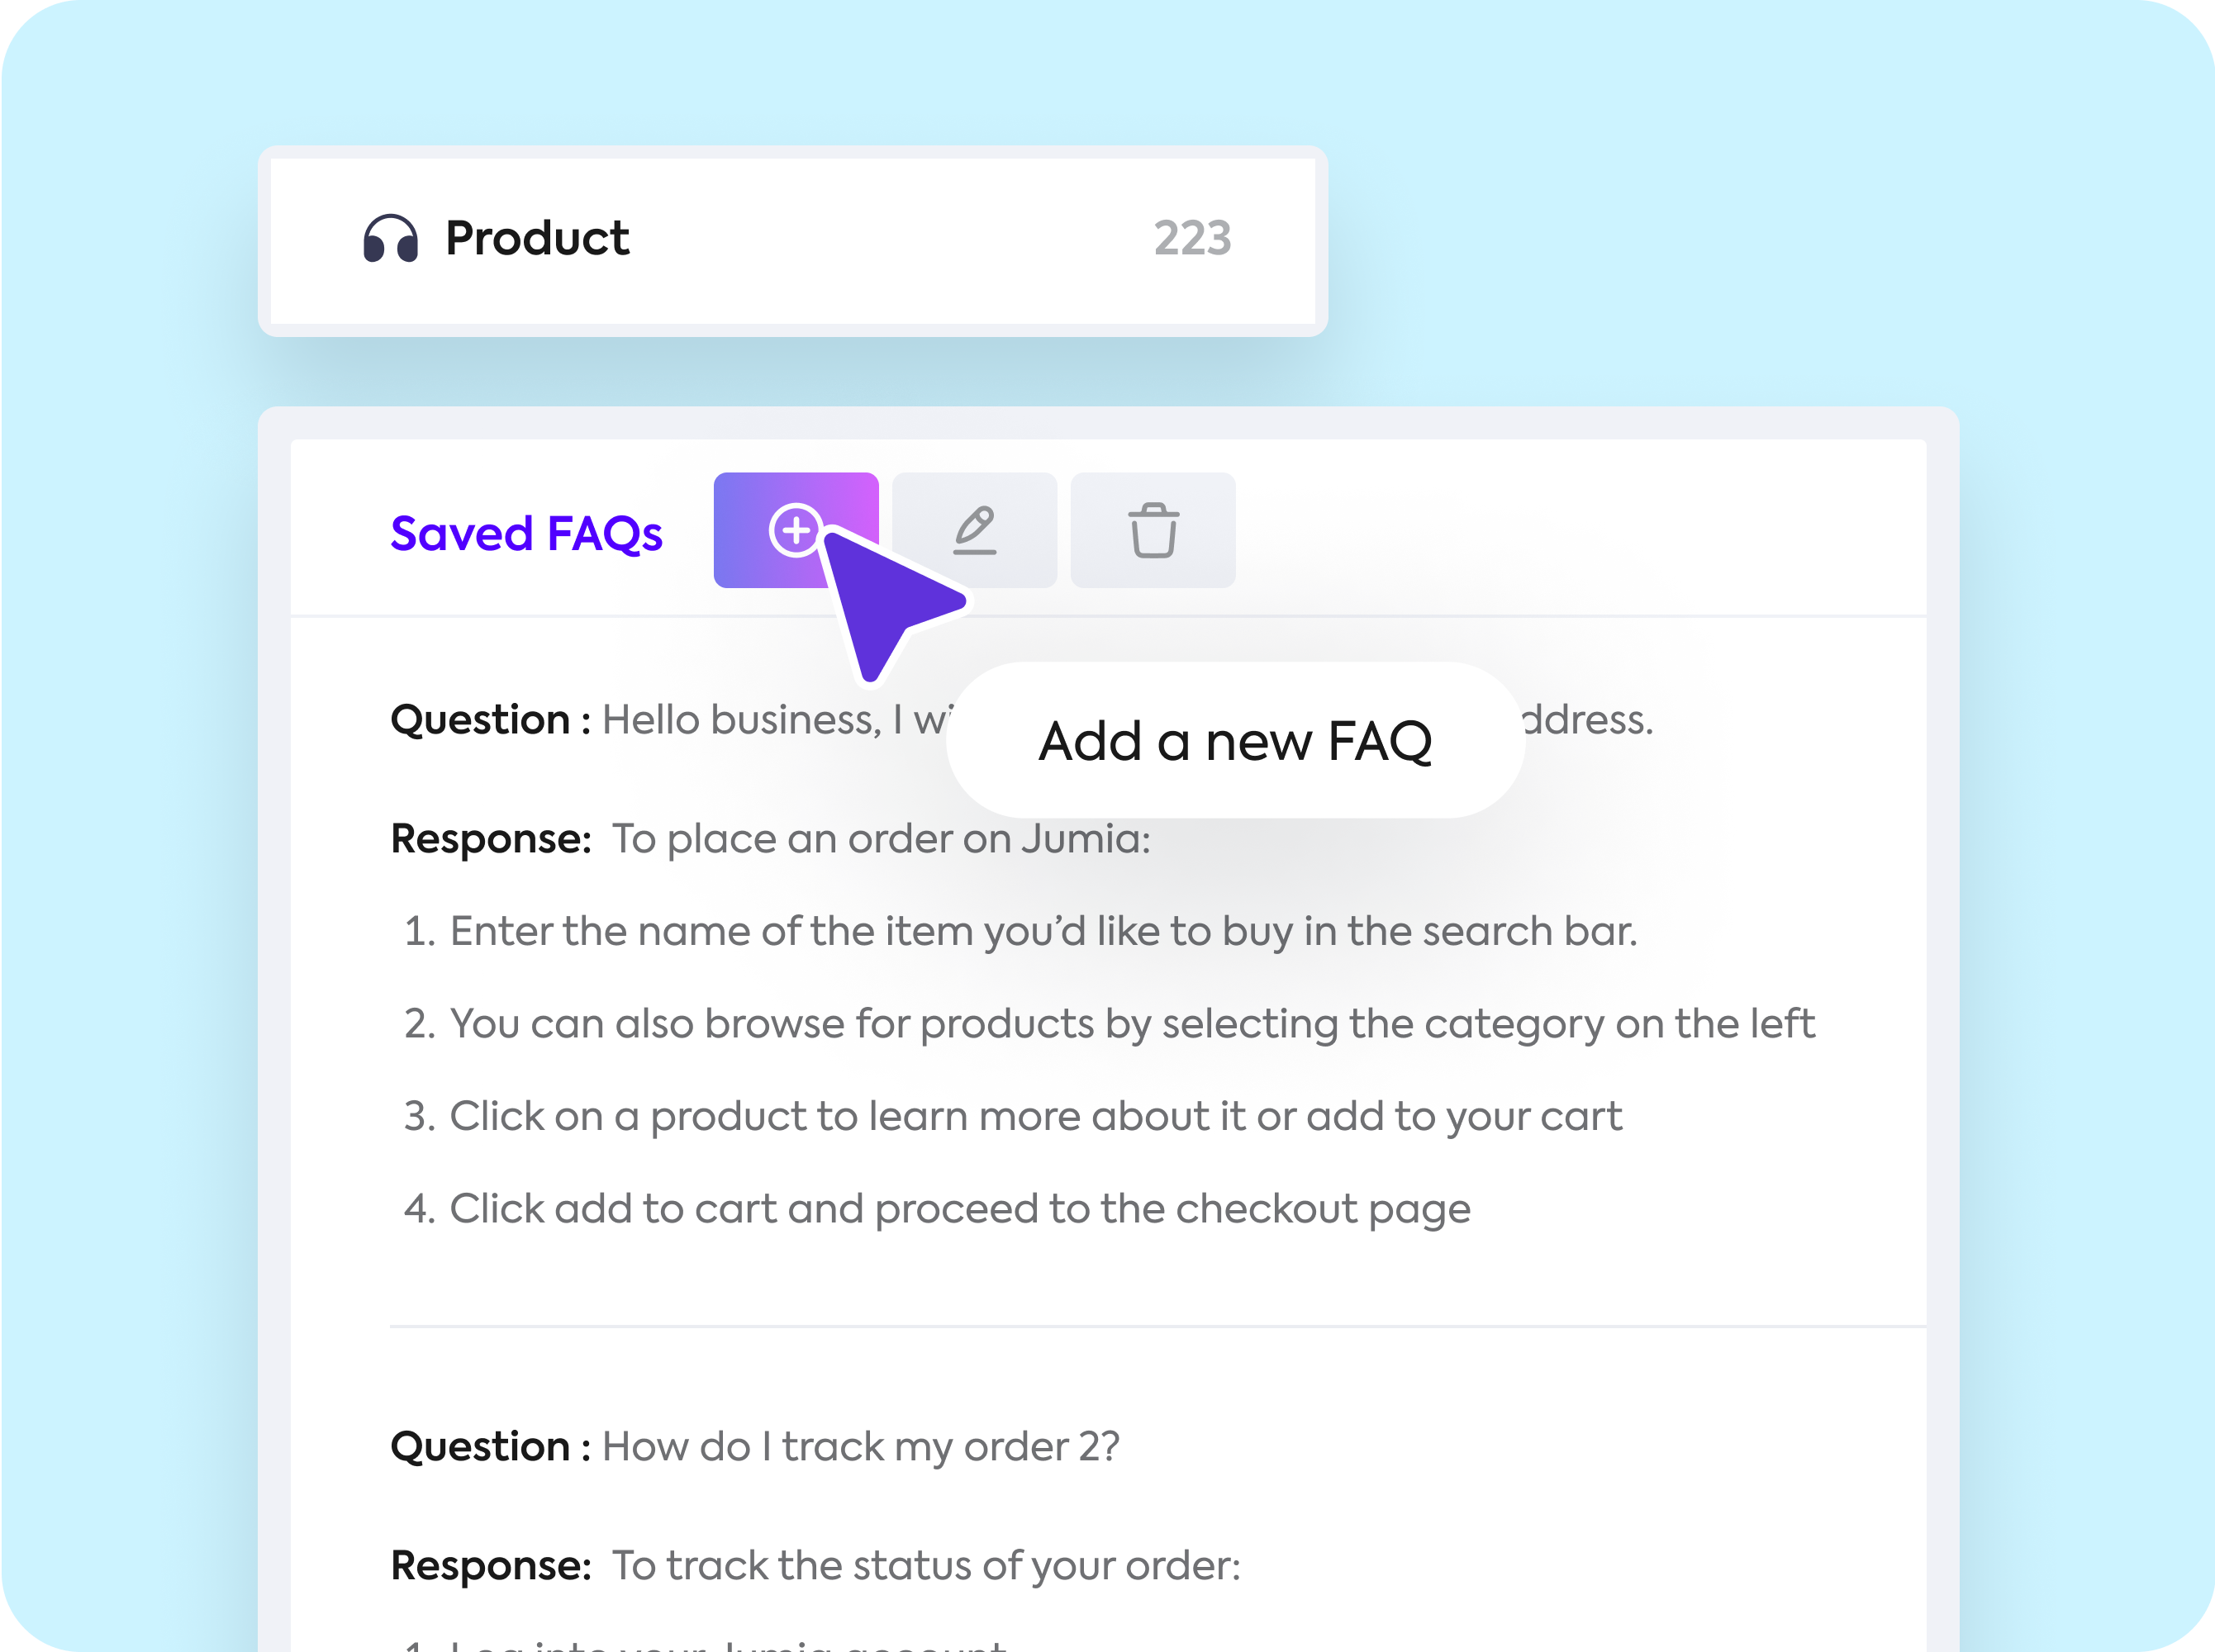 Product
223
Saved FAQs
Question : Hello business, I
Add a new FAQ
Response: To place an order on Jumia:
1. Enter the name of the item you’d like to buy in the search bar.
2. You can also browse for products by selecting the category on the left
3. Click on a product to learn more about it or add to your cart
4. Click add to cart and proceed to the checkout page
Question : How do I track my order 2?
Response: To track the status of your order: